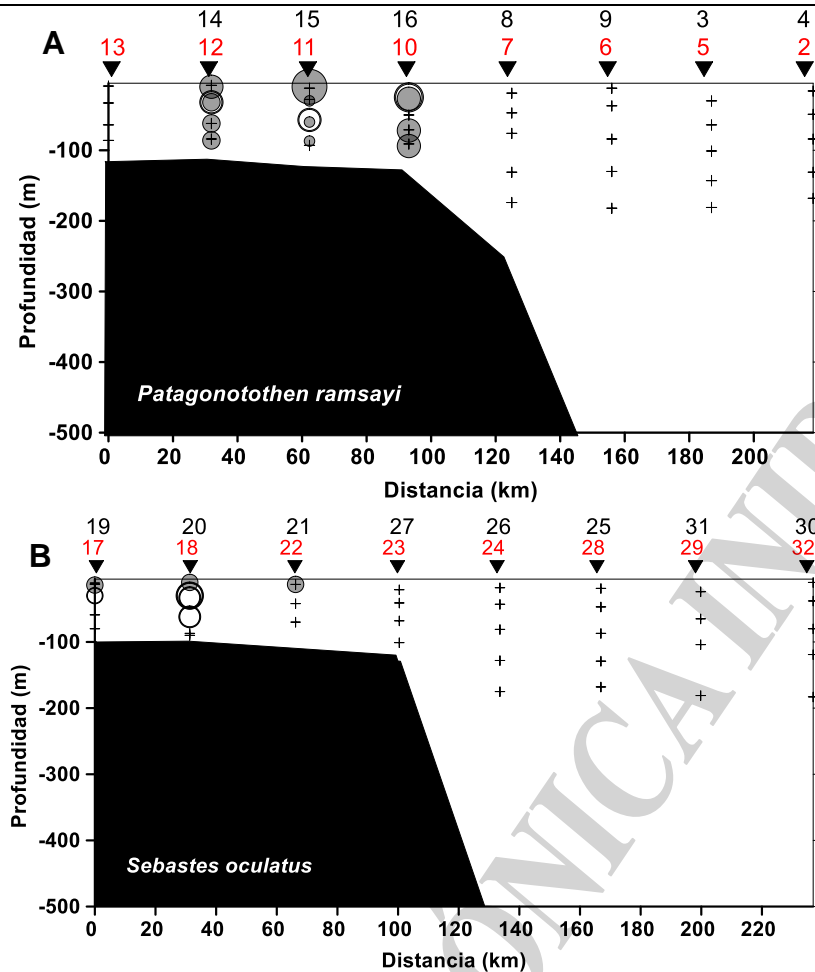 14 15 16 8 9 3 4
A 13 12 11 10 7 6 5 2
-100
-200
-300
-400
-500
Profundidad (m)
Patagonotothen ramsayi
0 20 40 60 80 100 120 140 160 180 200
Distancia (km)
19 20 21 27 26 25 31 30
B 17 18 22 23 24 28 29 32
-100
-200
-300
-400
-500
Profundidad (m)
Sebastes oculatus
0 20 40 60 80 100 120 140 160 180 200 220
Distancia (km)
ÓNICA